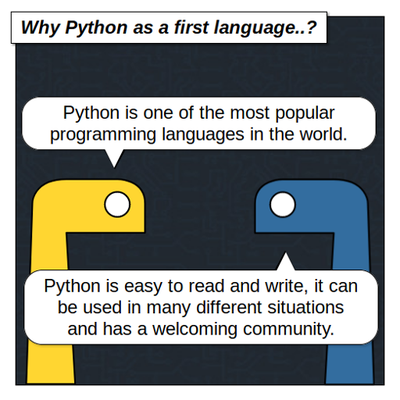 Why Python as a first language..?
Python is one of the most popular
programming languages in the world.
Python is easy to read and write, it can
be used in many different situations
and has a welcoming community.